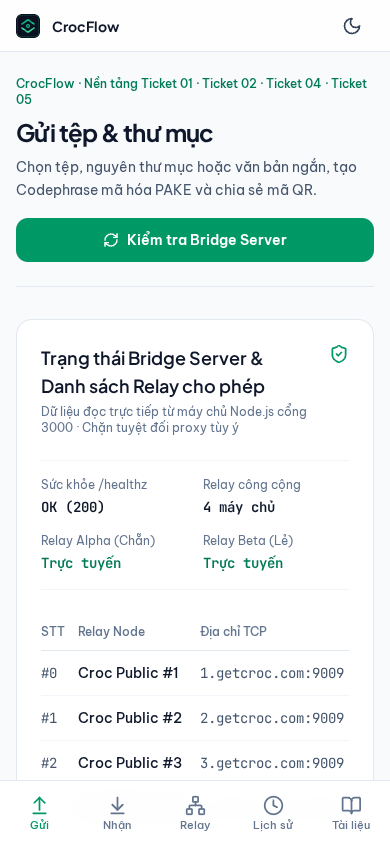 CrocFlow
CrocFlow · Nền tảng Ticket 01 · Ticket 02 · Ticket 04 · Ticket
05
Gửi tệp & thư mục
Chọn tệp, nguyên thư mục hoặc văn bản ngắn, tạo
Codephrase mã hóa PAKE và chia sẻ mã QR.
Kiểm tra Bridge Server
Trạng thái Bridge Server &
Danh sách Relay cho phép
Dữ liệu đọc trực tiếp từ máy chủ Node.js cổng
3000 · Chặn tuyệt đối proxy tùy ý
Sức khỏe /healthz
Relay công cộng
OK (200)
4 máy chủ
Relay Alpha (Chẵn)
Relay Beta (Lẻ)
Trực tuyến
Trực tuyến
STT Relay Node Địa chỉ TCP
#0 Croc Public #1 1.getcroc.com:9009
#1 Croc Public #2 2.getcroc.com:9009
#2 Croc Public #3 3.getcroc.com:9009
Gửi Nhận Relay Lịch sử Tài liệu